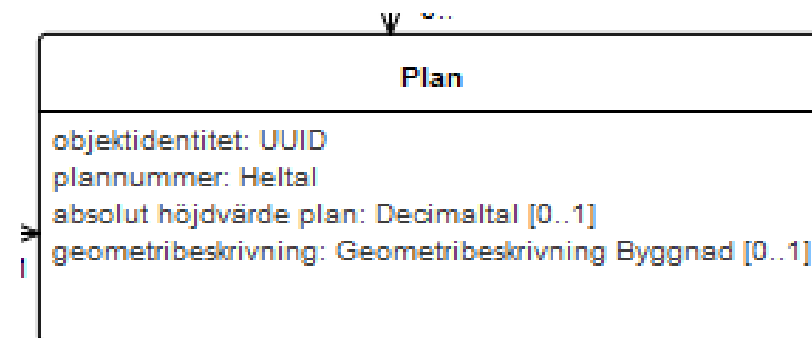 Plan
objektidentitet: UUID
plannummer: Heltal
absolut höjdvärde plan: Decimaltal [0..1]
geometribeskrivning: Geometribeskrivning Byggnad [0..1]